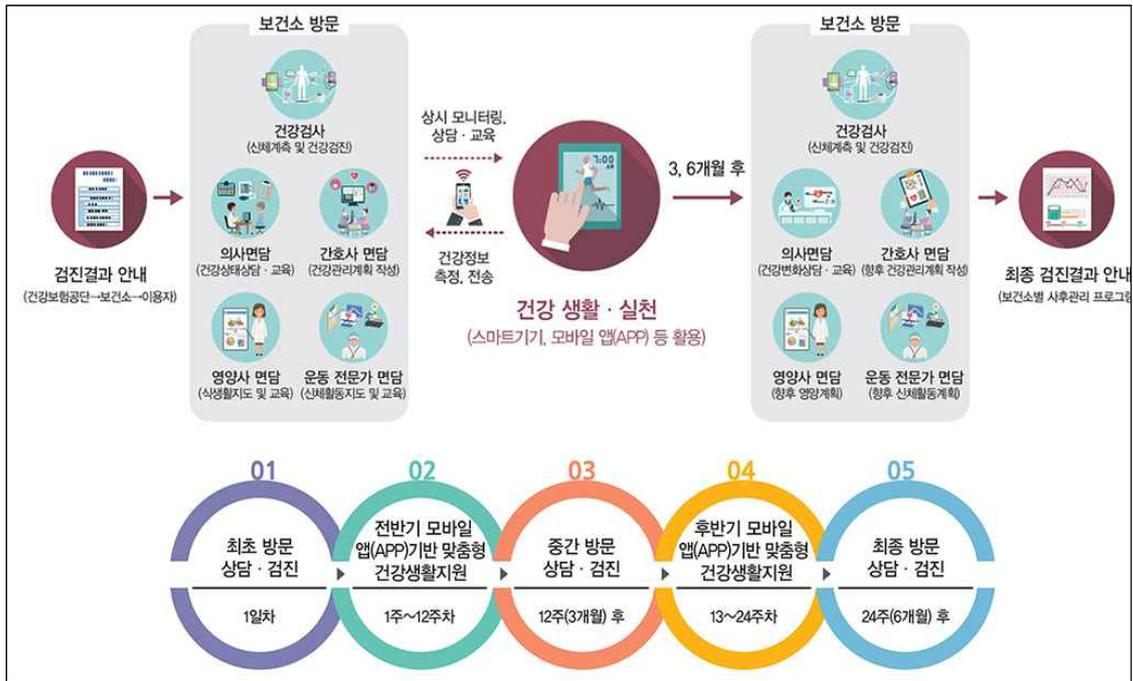 보건소 방문
건강검사
(신체계측 및 건강검진)
의사면담
(건강상태상담 · 교육)
간호사 면담
(건강관리계획 작성)
영양사 면담
(식생활지도 및 교육)
운동 전문가 면담
(신체활동지도 및 교육)
검진결과 안내
(건강보험공단→보건소→이용자)
상시 모니터링,
상담 · 교육
건강정보
측정, 전송
7:00
건강 생활 · 실천
(스마트기기, 모바일 앱(APP) 등 활용)
3, 6개월 후
보건소 방문
건강검사
(신체계측 및 건강검진)
의사면담
(건강변화상담 · 교육)
간호사 면담
(향후 건강관리계획 작성)
영양사 면담
(향후 영양계획)
운동 전문가 면담
(향후 신체활동계획)
최종 검진결과 안내
(보건소별 사후관리 프로그램
01
최초 방문
상담 · 검진
1일차
02
전반기 모바일
앱(APP)기반 맞춤형
건강생활지원
1주~12주차
03
중간 방문
상담 · 검진
12주(3개월) 후
04
후반기 모바일
앱(APP)기반 맞춤형
건강생활지원
13~24주차
05
최종 방문
상담 · 검진
24주(6개월) 후